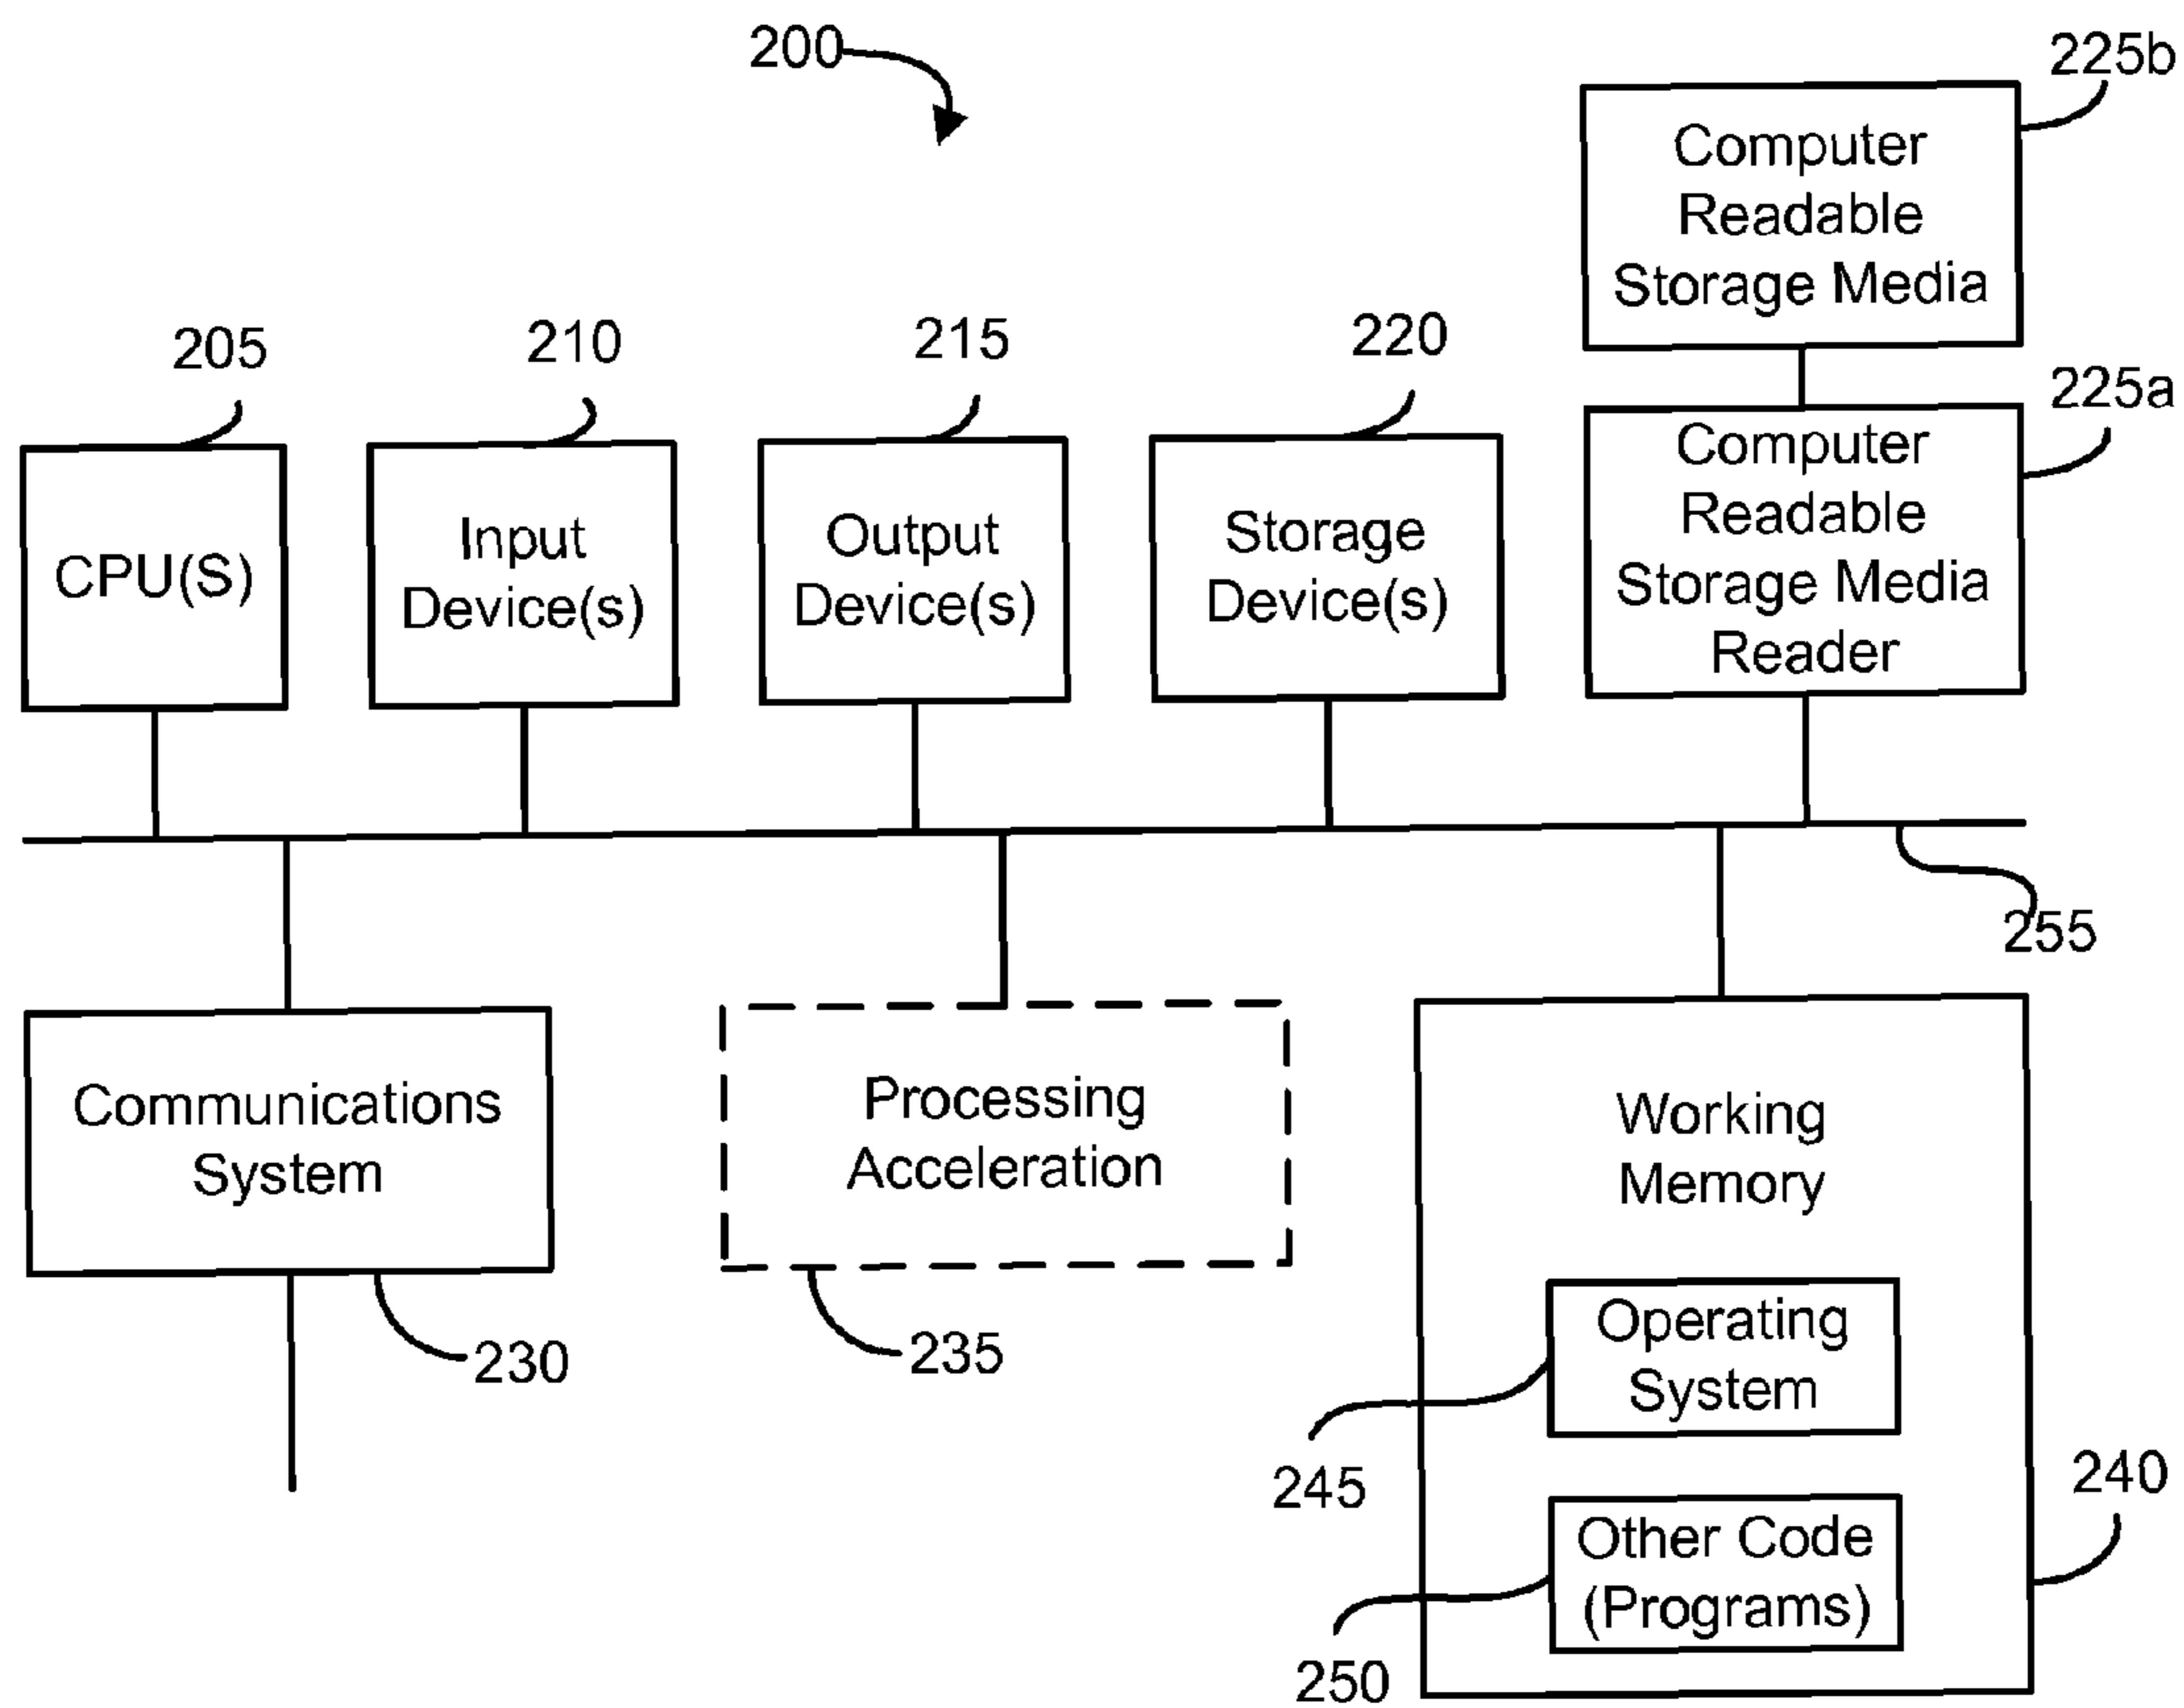 200
225b
Computer
Readable
Storage Media
205
210
215
220
225a
CPU(S)
Input
Device(s)
Output
Device(s)
Storage
Device(s)
Computer
Readable
Storage Media
Reader
255
Communications
System
230
Processing
Acceleration
235
Working
Memory
Operating
System
245
240
Other Code
(Programs)
250